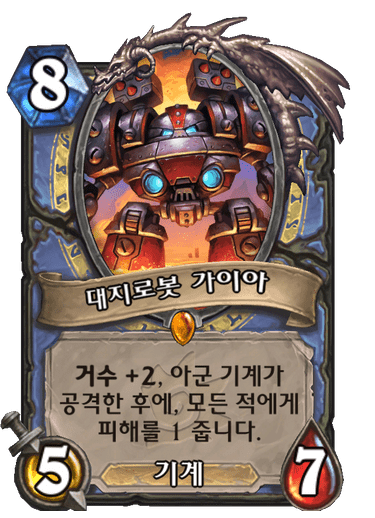 8
대지로봇 가이아
거수 +2, 아군 기계가
공격한 후에, 모든 적에게
피해를 1 줍니다.
5
기계
7